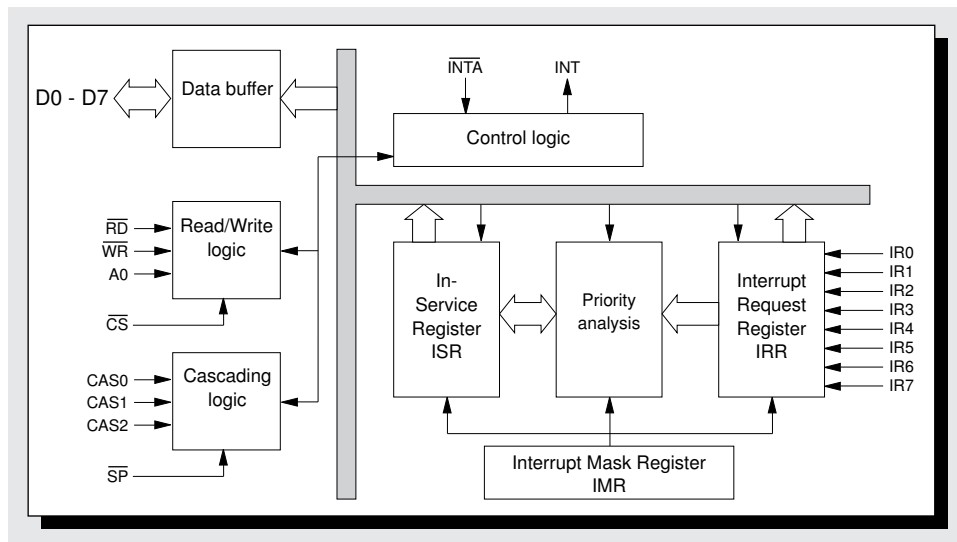 D0 - D7
Data buffer
INTA
INT
Control logic
RD
WR
A0
CS
Read/Write
logic
CAS0
CAS1
CAS2
SP
Cascading
logic
In-
Service
Register
ISR
Priority
analysis
Interrupt
Request
Register
IRR
IR0
IR1
IR2
IR3
IR4
IR5
IR6
IR7
Interrupt Mask Register
IMR